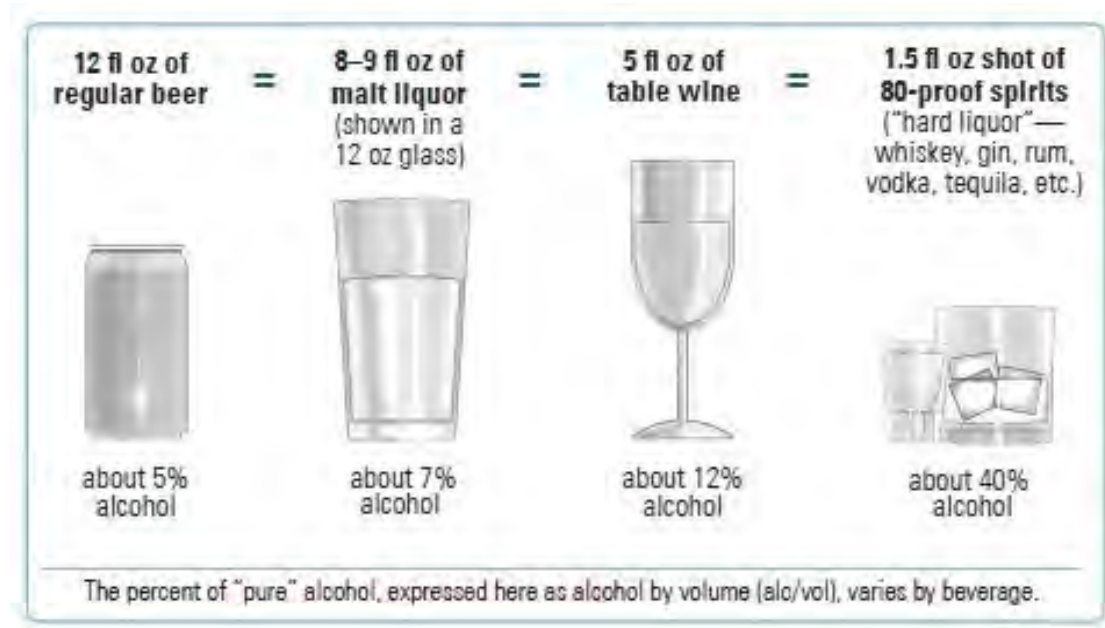 12 fl oz of
regular beer
=
8–9 fl oz of
malt liquor
(shown in a
12 oz glass)
=
5 fl oz of
table wine
=
1.5 fl oz shot of
80-proof spirits
("hard liquor"—
whiskey, gin, rum,
vodka, tequila, etc.)
about 5%
alcohol
about 7%
alcohol
about 12%
alcohol
about 40%
alcohol
The percent of "pure" alcohol, expressed here as alcohol by volume (alc/vol), varies by beverage.